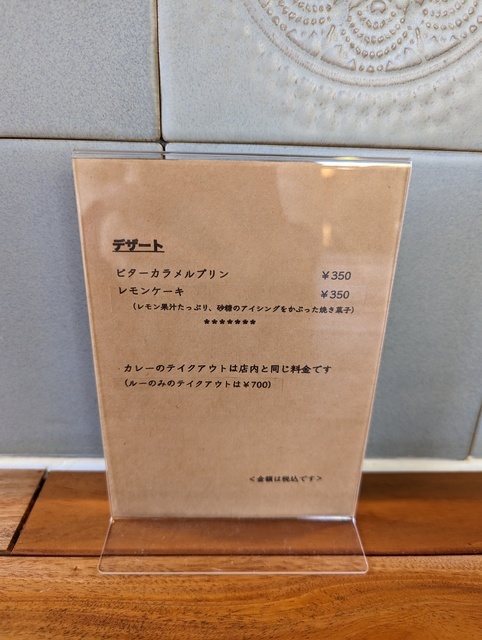 デザート
ビターカラメルプリン ¥350
レモンケーキ ¥350
(レモン果汁たっぷり、砂糖のアイシングをかぶった焼き菓子)
*******
カレーのテイクアウトは店内と同じ料金です
(ルーのみのテイクアウトは¥700)
<金額は税込です>